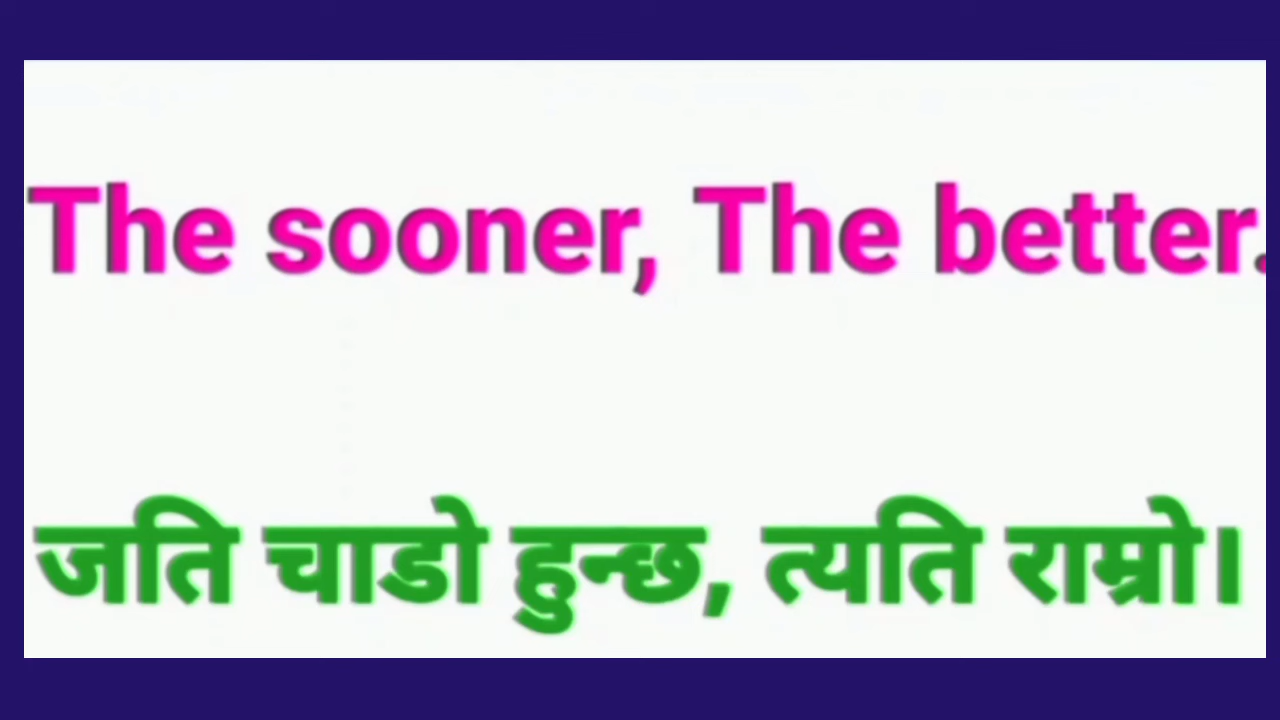 The sooner, The better.
जति चाडो हुन्छ, त्यति राम्रो।